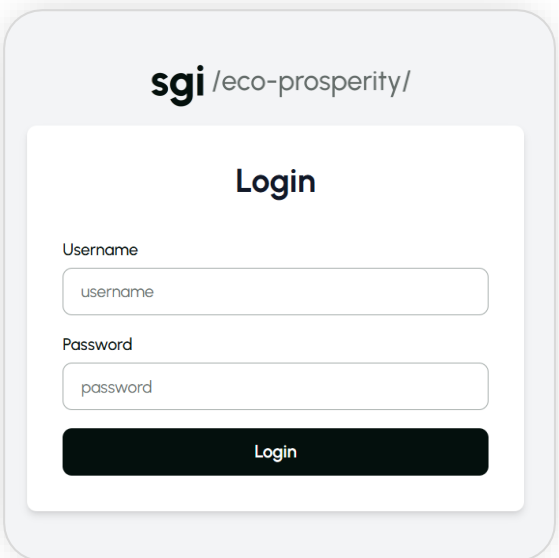 sgi /eco-prosperity/
Login
Username
username
Password
password
Login